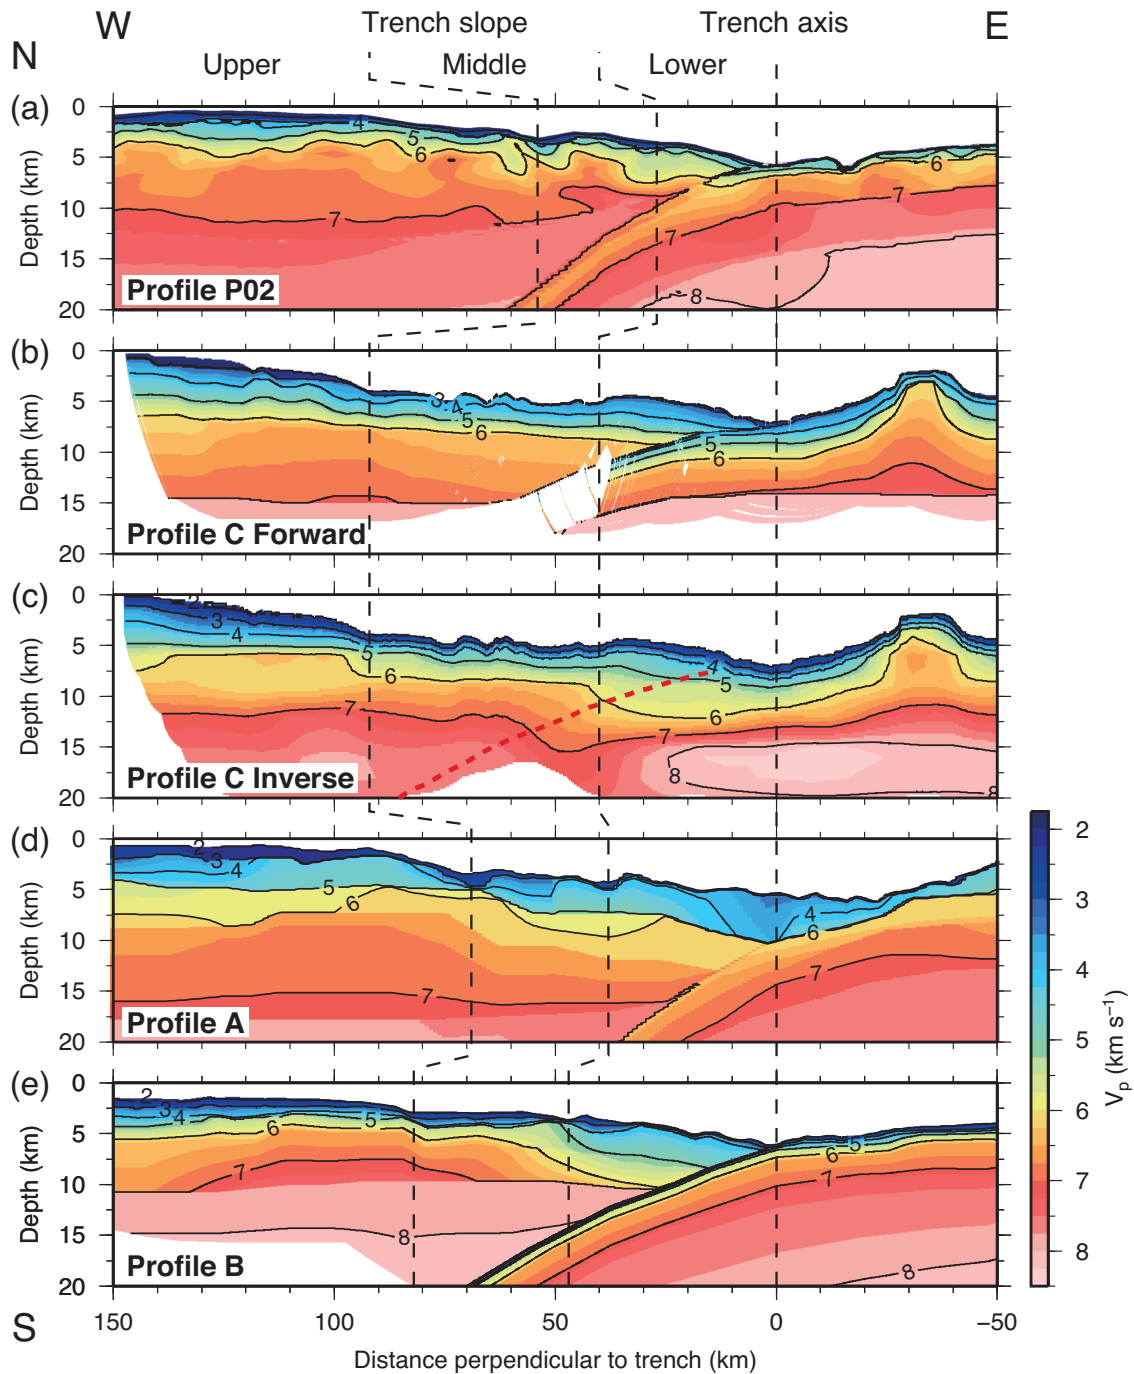 W Trench slope Trench axis E
N Upper Middle Lower
(a) 0 5 10 15 20 Depth (km) 4 5 6 7 6 7 7 8 Profile P02
(b) 0 5 10 15 20 Depth (km) 3 4 5 6 5 6 Profile C Forward
(c) 0 5 10 15 20 Depth (km) 2 3 4 5 6 7 4 5 6 7 8 8 Profile C Inverse
(d) 0 5 10 15 20 Depth (km) 2 3 4 5 6 7 4 6 7 Profile A
(e) 0 5 10 15 20 Depth (km) 2 3 4 5 6 7 8 5 6 7 8 Profile B
2 3 4 5 6 7 8 Vp (km s−1)
S 150 100 50 0 −50
Distance perpendicular to trench (km)